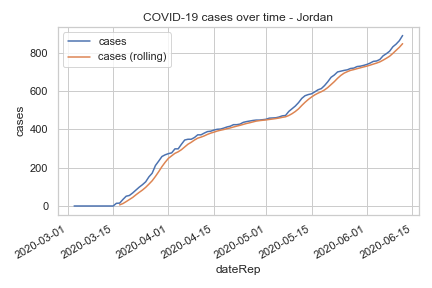 COVID-19 cases over time - Jordan
cases
cases (rolling)
800
600
400
200
0
cases
2020-03-01
2020-03-15
2020-04-01
2020-04-15
2020-05-01
2020-05-15
2020-06-01
2020-06-15
dateRep